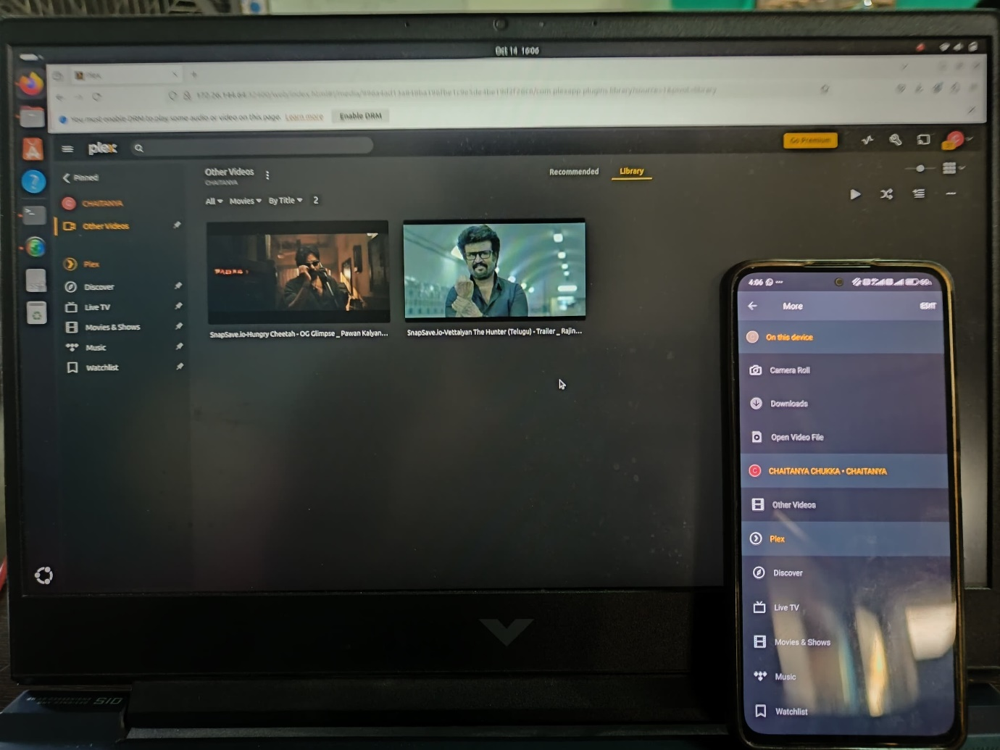 Oct 14 16:06
Plex
You must enable DRM to play some audio or video on this page. Learn more Enable DRM
plex
Go Premium
Pinned
Other Videos
CHAITANYA
Recommended Library
CHAITANYA
All Movies By Title 2
Other Videos
Plex
Discover
Live TV
Movies & Shows
Music
Watchlist
SnapSave.io-Hungry Cheetah - OG Glimpse _ Pawan Kalyan...
SnapSave.io-Vettaiyan The Hunter (Telugu) - Trailer _ Rajin...
4:06
More
EDIT
On this device
Camera Roll
Downloads
Open Video File
CHAITANYA CHUKKA • CHAITANYA
Other Videos
Plex
Discover
Live TV
Movies & Shows
Music
Watchlist